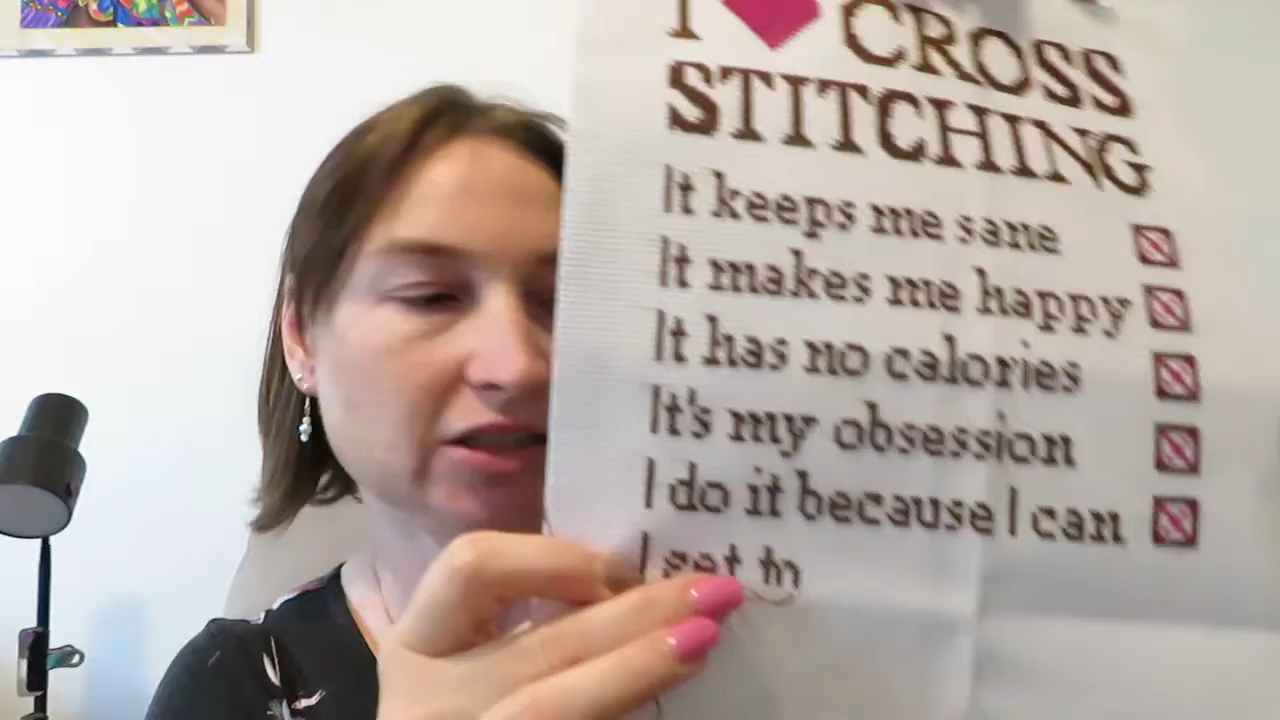 I CROSS
STITCHING
It keeps me sane
It makes me happy
It has no calories
It's my obsession
I do it because I can
I